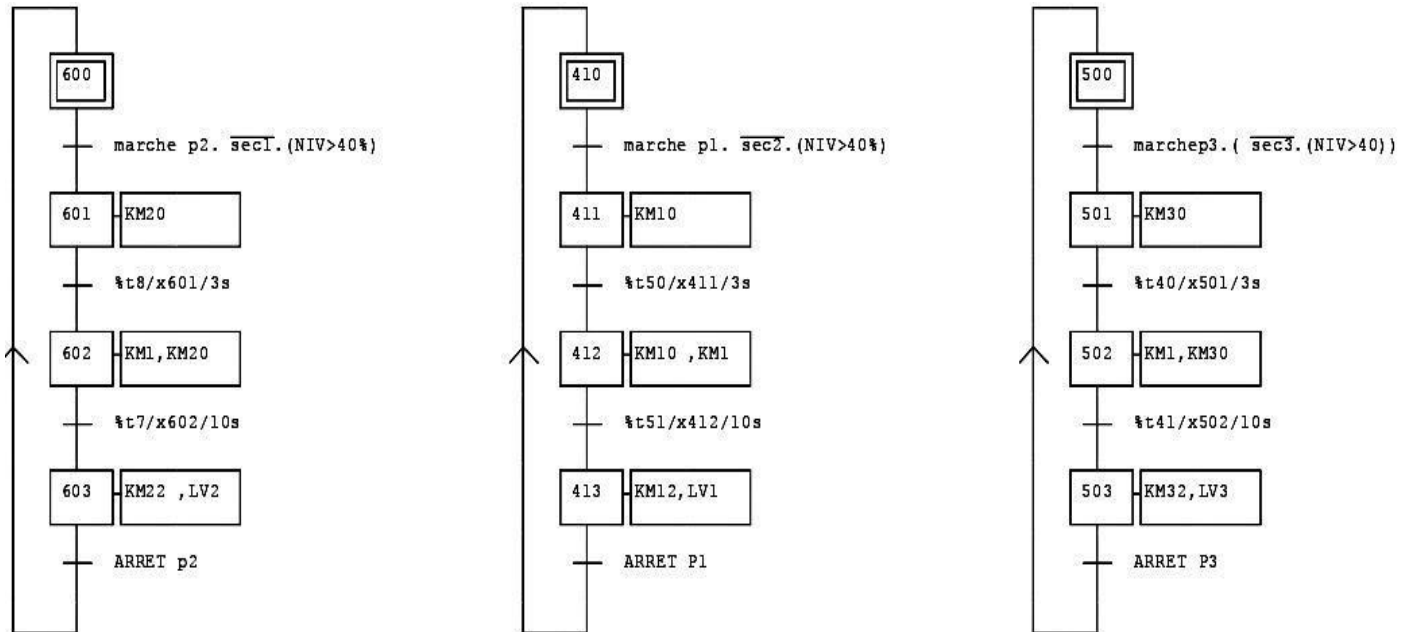 600
marche p2. sec1.(NIV>40%)
601 KM20
%t8/x601/3s
602 KM1,KM20
%t7/x602/10s
603 KM22 ,LV2
ARRET p2
410
marche p1. sec2.(NIV>40%)
411 KM10
%t50/x411/3s
412 KM10 ,KM1
%t51/x412/10s
413 KM12,LV1
ARRET P1
500
marchep3.( sec3.(NIV>40))
501 KM30
%t40/x501/3s
502 KM1,KM30
%t41/x502/10s
503 KM32,LV3
ARRET P3